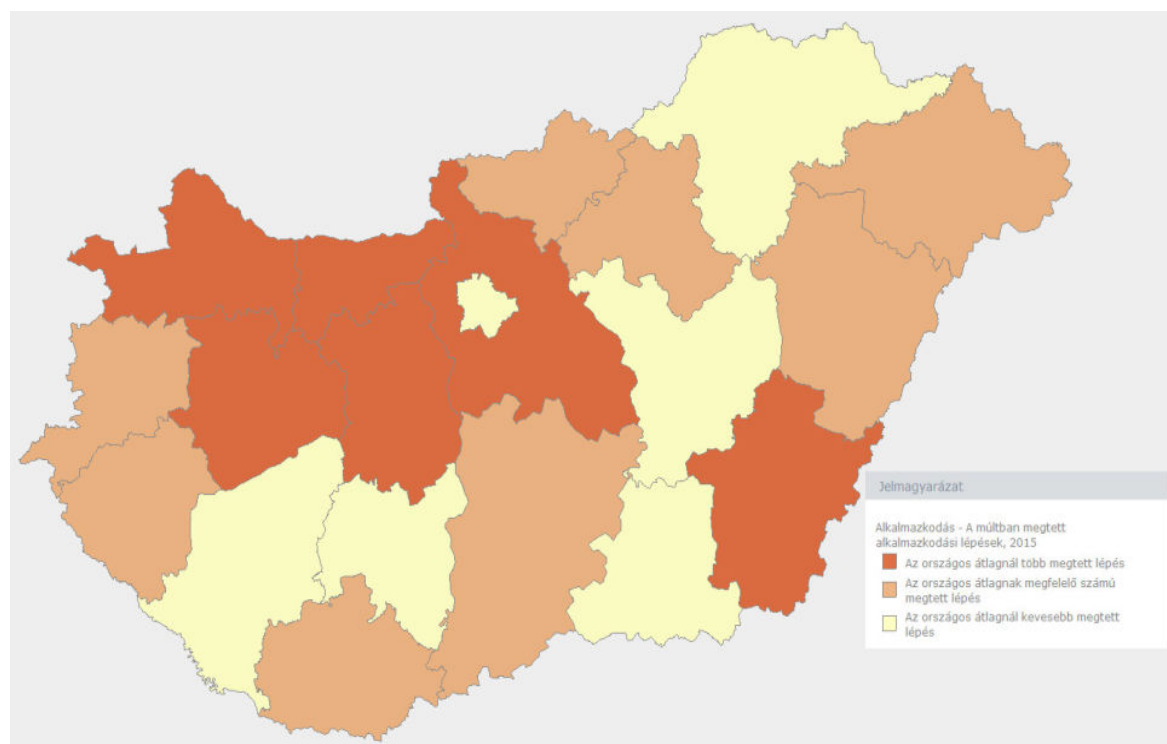 Jelmagyarázat
Alkalmazkodás - A múltban megtett
alkalmazkodási lépések, 2015
Az országos átlagnál több megtett lépés
Az országos átlagnak megfelelő számú
megtett lépés
Az országos átlagnál kevesebb megtett
lépés